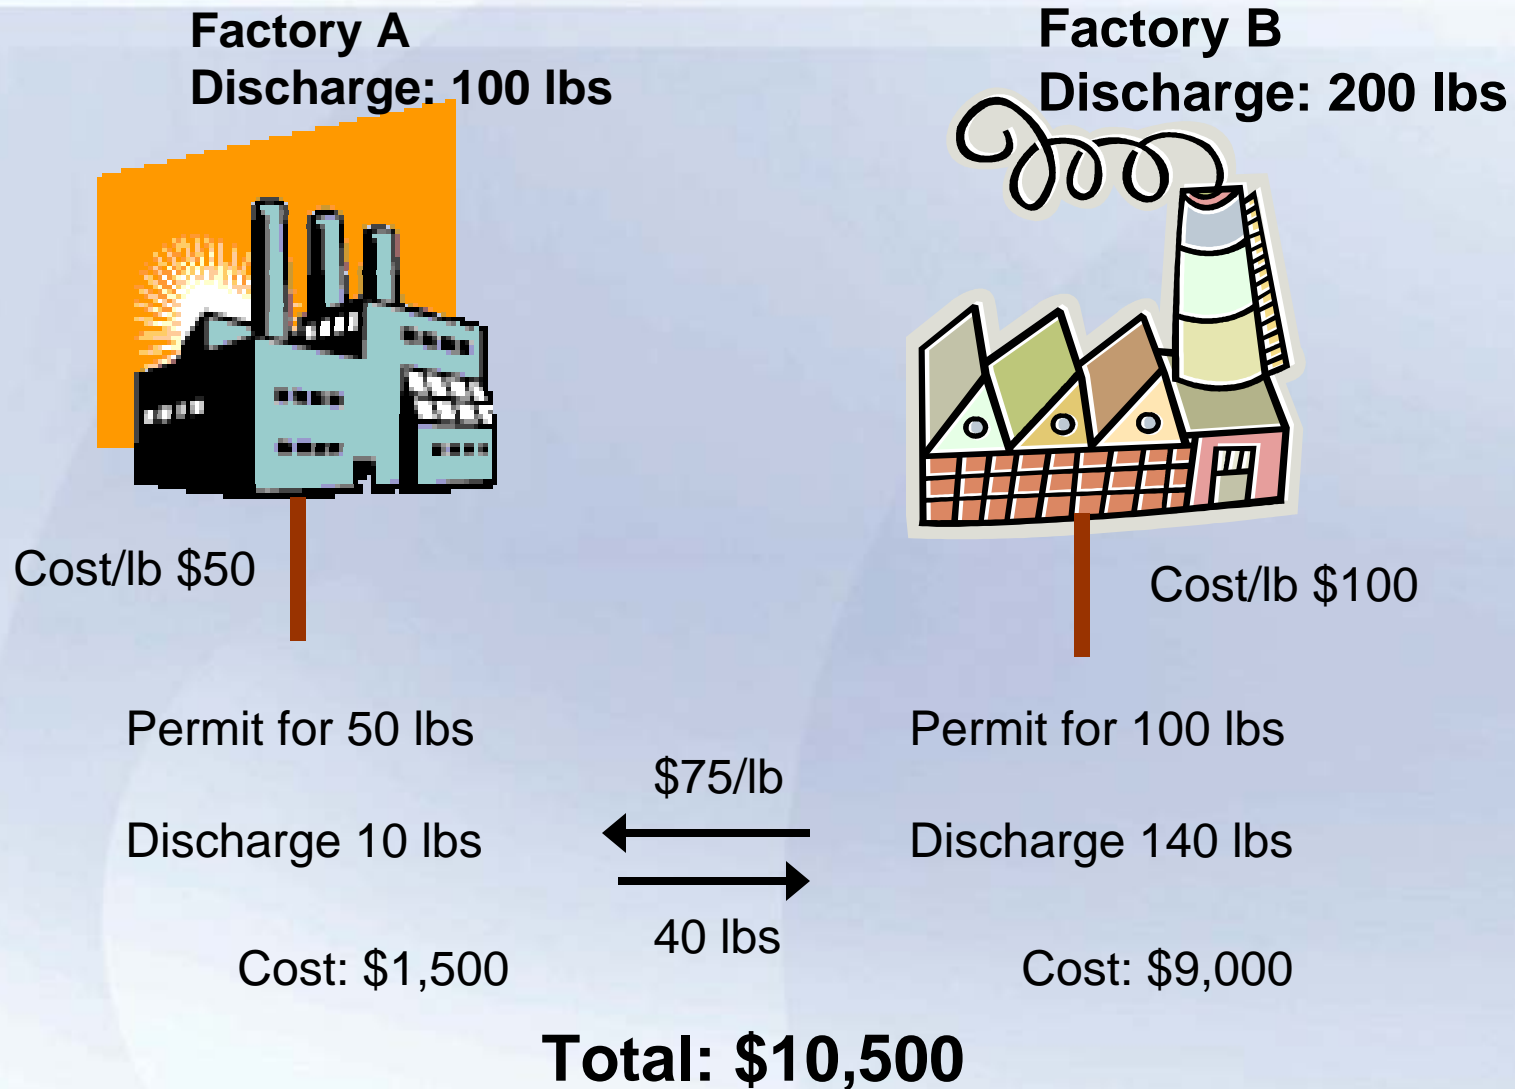 Factory A
Discharge: 100 lbs
Factory B
Discharge: 200 lbs
Cost/lb $50
Cost/lb $100
Permit for 50 lbs
Permit for 100 lbs
$75/lb
Discharge 10 lbs
Discharge 140 lbs
40 lbs
Cost: $1,500
Cost: $9,000
Total: $10,500